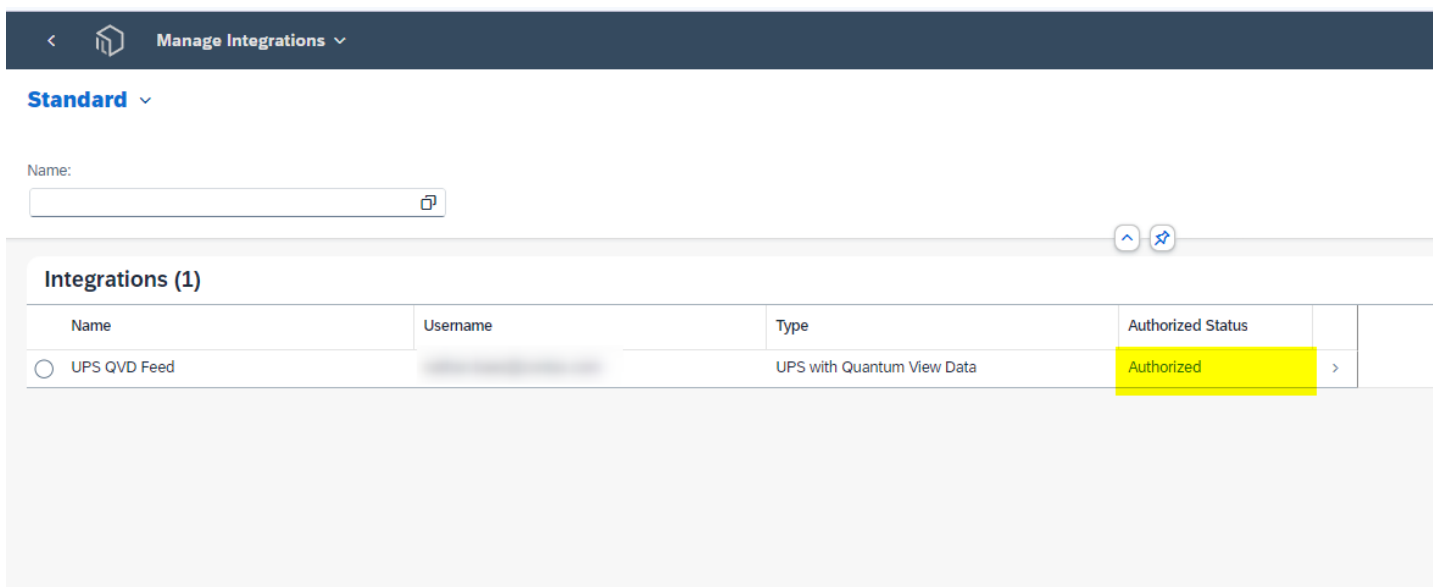 Manage Integrations
Standard
Name:
Integrations (1)
Name Username Type Authorized Status
UPS QVD Feed UPS with Quantum View Data Authorized